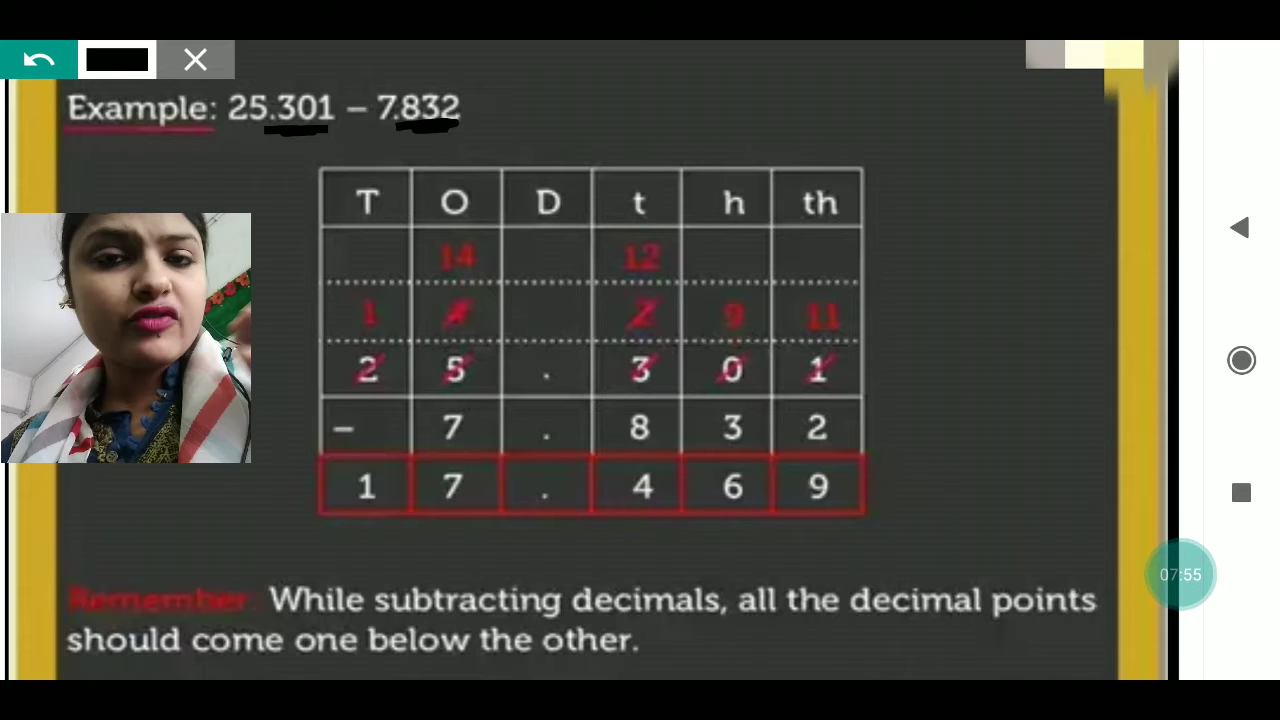 Example: 25.301 – 7.832
T O D t h th
14 12
1 4 2 9 11
2 5 . 3 0 1
– 7 . 8 3 2
1 7 . 4 6 9
Remember: While subtracting decimals, all the decimal points
should come one below the other.
07:55